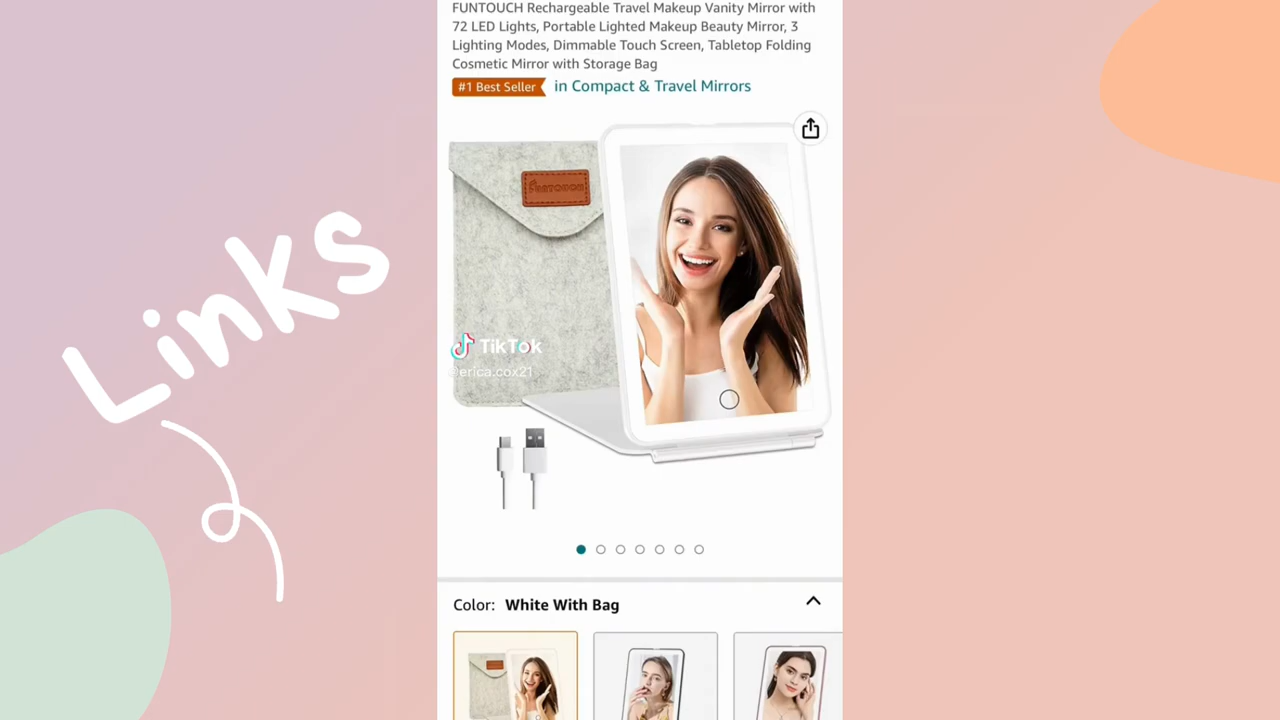 FUNTOUCH Rechargeable Travel Makeup Vanity Mirror with
72 LED Lights, Portable Lighted Makeup Beauty Mirror, 3
Lighting Modes, Dimmable Touch Screen, Tabletop Folding
Cosmetic Mirror with Storage Bag
#1 Best Seller in Compact & Travel Mirrors
FUNTOUCH
Links
TikTok
@erica.cox21
Color: White With Bag